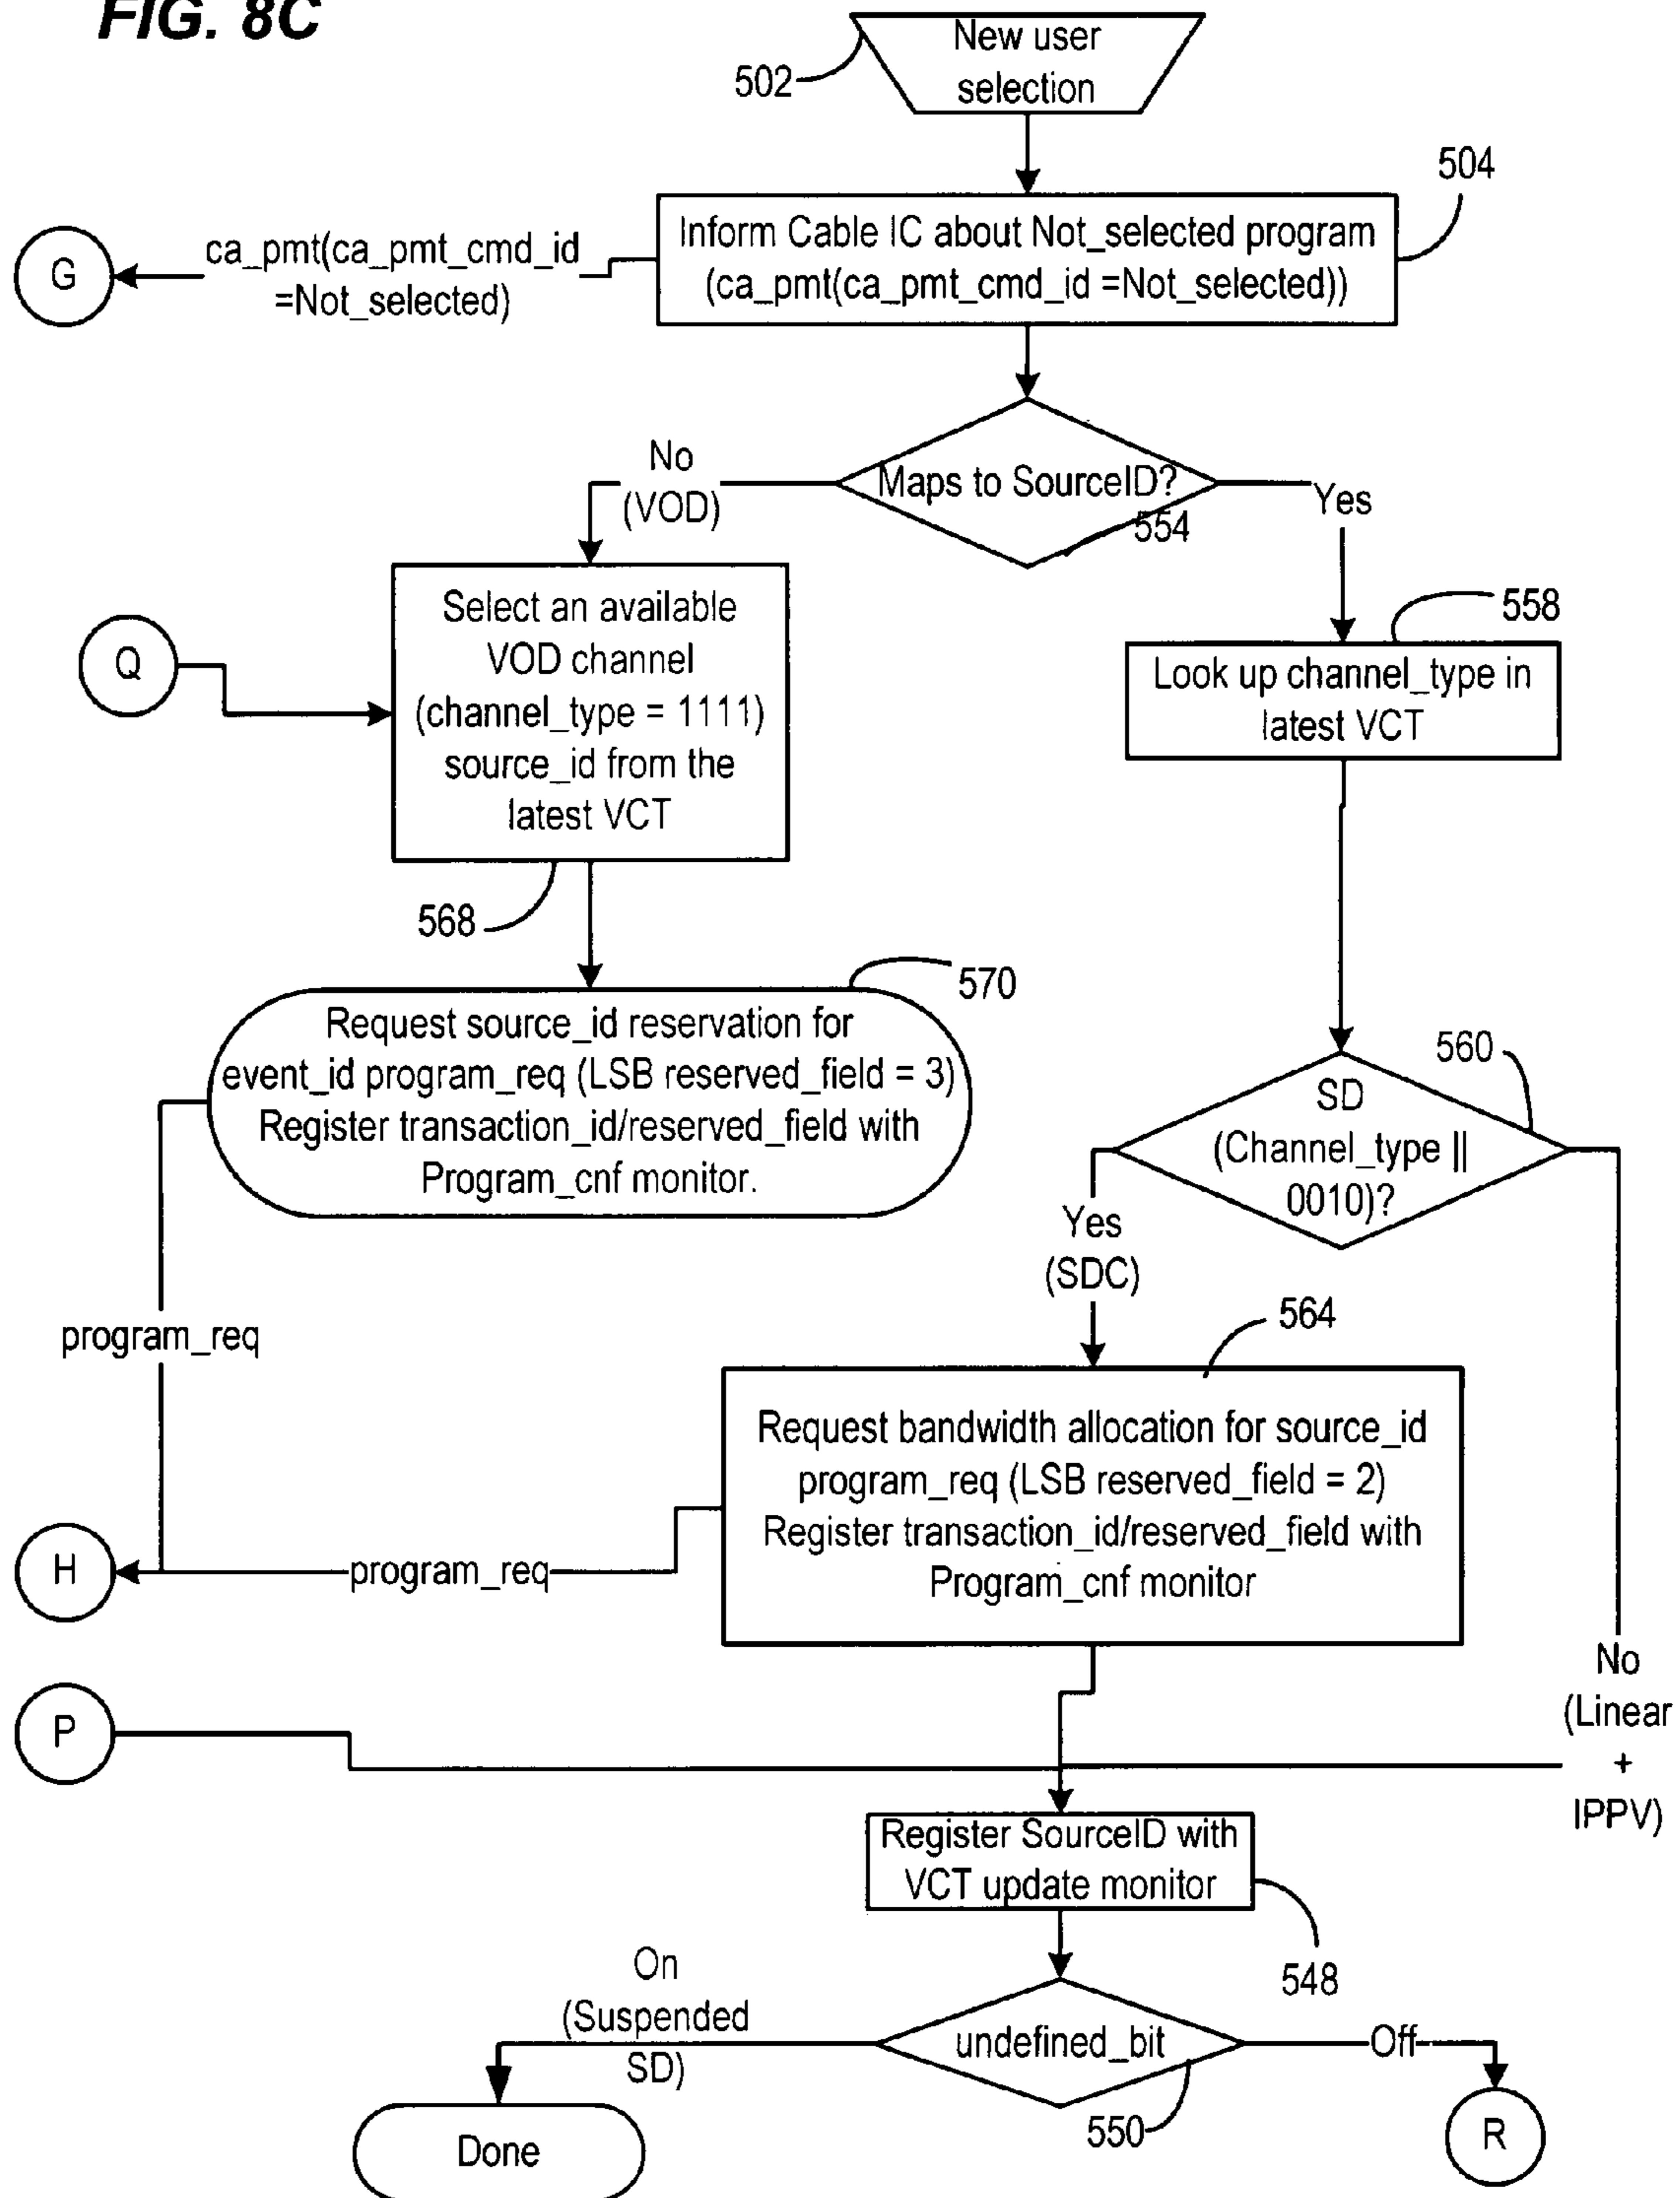 FIG. 8C
New user
selection
502
504
Inform Cable IC about Not_selected program
(ca_pmt(ca_pmt_cmd_id =Not_selected))
ca_pmt(ca_pmt_cmd_id
=Not_selected)
G
Maps to SourceID?
554
No
(VOD)
Yes
Select an available
VOD channel
(channel_type = 1111)
source_id from the
latest VCT
Q
558
Look up channel_type in
latest VCT
568
570
Request source_id reservation for
event_id program_req (LSB reserved_field = 3)
Register transaction_id/reserved_field with
Program_cnf monitor.
560
SD
(Channel_type ||
0010)?
Yes
(SDC)
program_req
564
Request bandwidth allocation for source_id
program_req (LSB reserved_field = 2)
Register transaction_id/reserved_field with
Program_cnf monitor
H
program_req
No
(Linear
+
IPPV)
P
Register SourceID with
VCT update monitor
548
On
(Suspended
SD)
undefined_bit
Off
550
Done
R